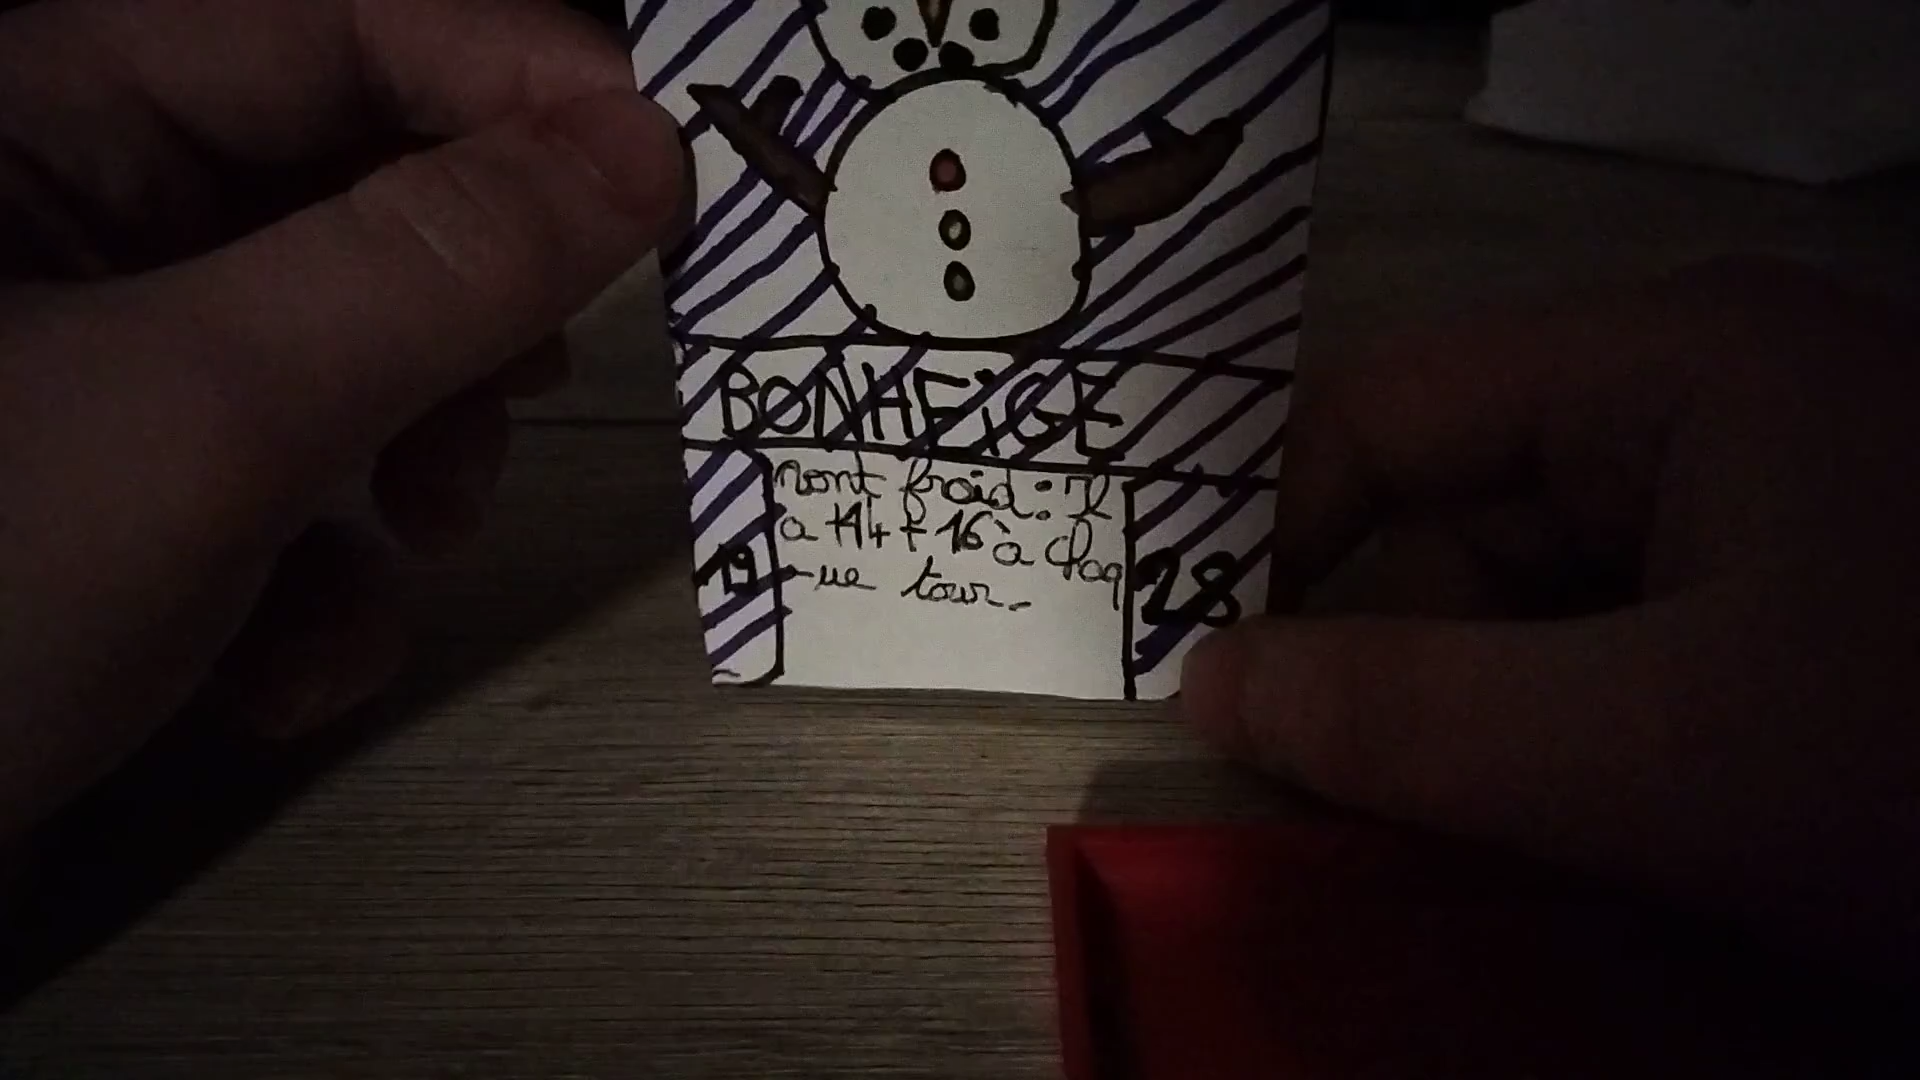 BONHEIGE
mont froid : Il
a +14 + 16 à chaq
-ue tour.
19
28